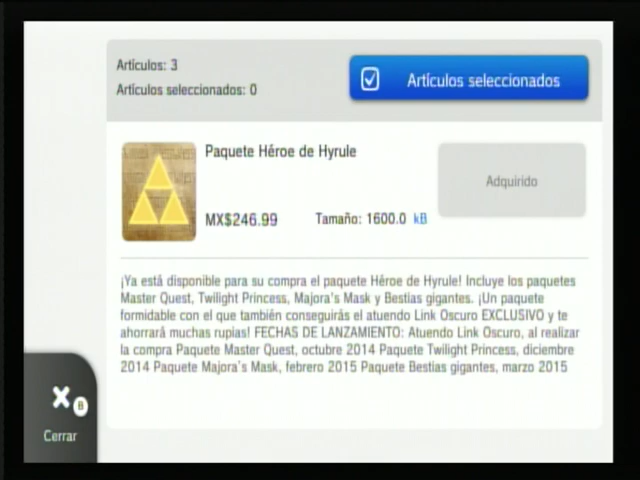 Artículos: 3
Artículos seleccionados: 0
Artículos seleccionados
Paquete Héroe de Hyrule
Adquirido
MX$246.99 Tamaño: 1600.0 kB
¡Ya está disponible para su compra el paquete Héroe de Hyrule! Incluye los paquetes
Master Quest, Twilight Princess, Majora's Mask y Bestias gigantes. ¡Un paquete
formidable con el que también conseguirás el atuendo Link Oscuro EXCLUSIVO y te
ahorrará muchas rupias! FECHAS DE LANZAMIENTO: Atuendo Link Oscuro, al realizar
la compra Paquete Master Quest, octubre 2014 Paquete Twilight Princess, diciembre
2014 Paquete Majora's Mask, febrero 2015 Paquete Bestias gigantes, marzo 2015
B
Cerrar